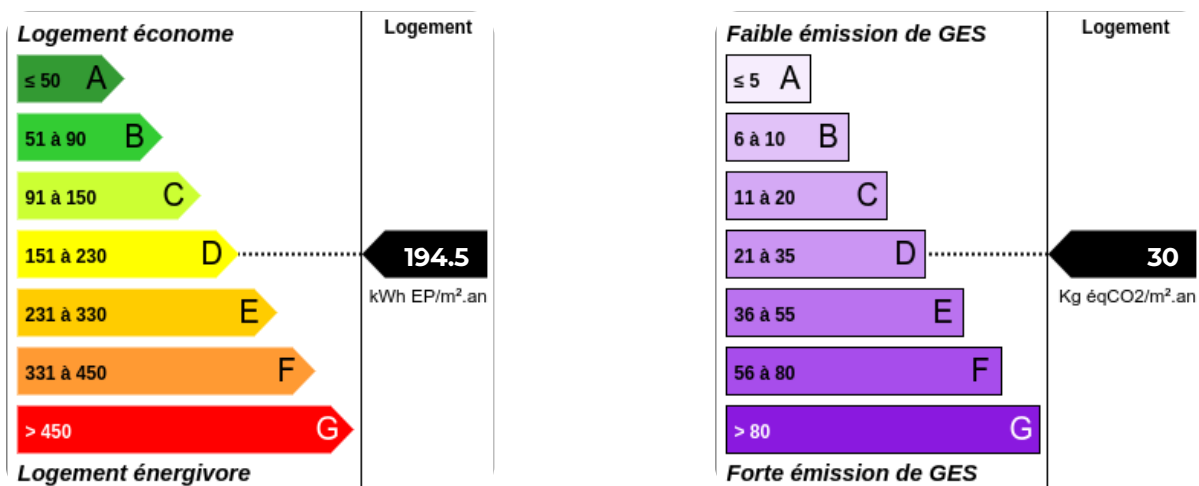 Logement économe
Logement
≤ 50 A
51 à 90 B
91 à 150 C
151 à 230 D
194.5
kWh EP/m².an
231 à 330 E
331 à 450 F
> 450 G
Logement énergivore
Faible émission de GES
Logement
≤ 5 A
6 à 10 B
11 à 20 C
21 à 35 D
30
Kg éqCO2/m².an
36 à 55 E
56 à 80 F
> 80 G
Forte émission de GES